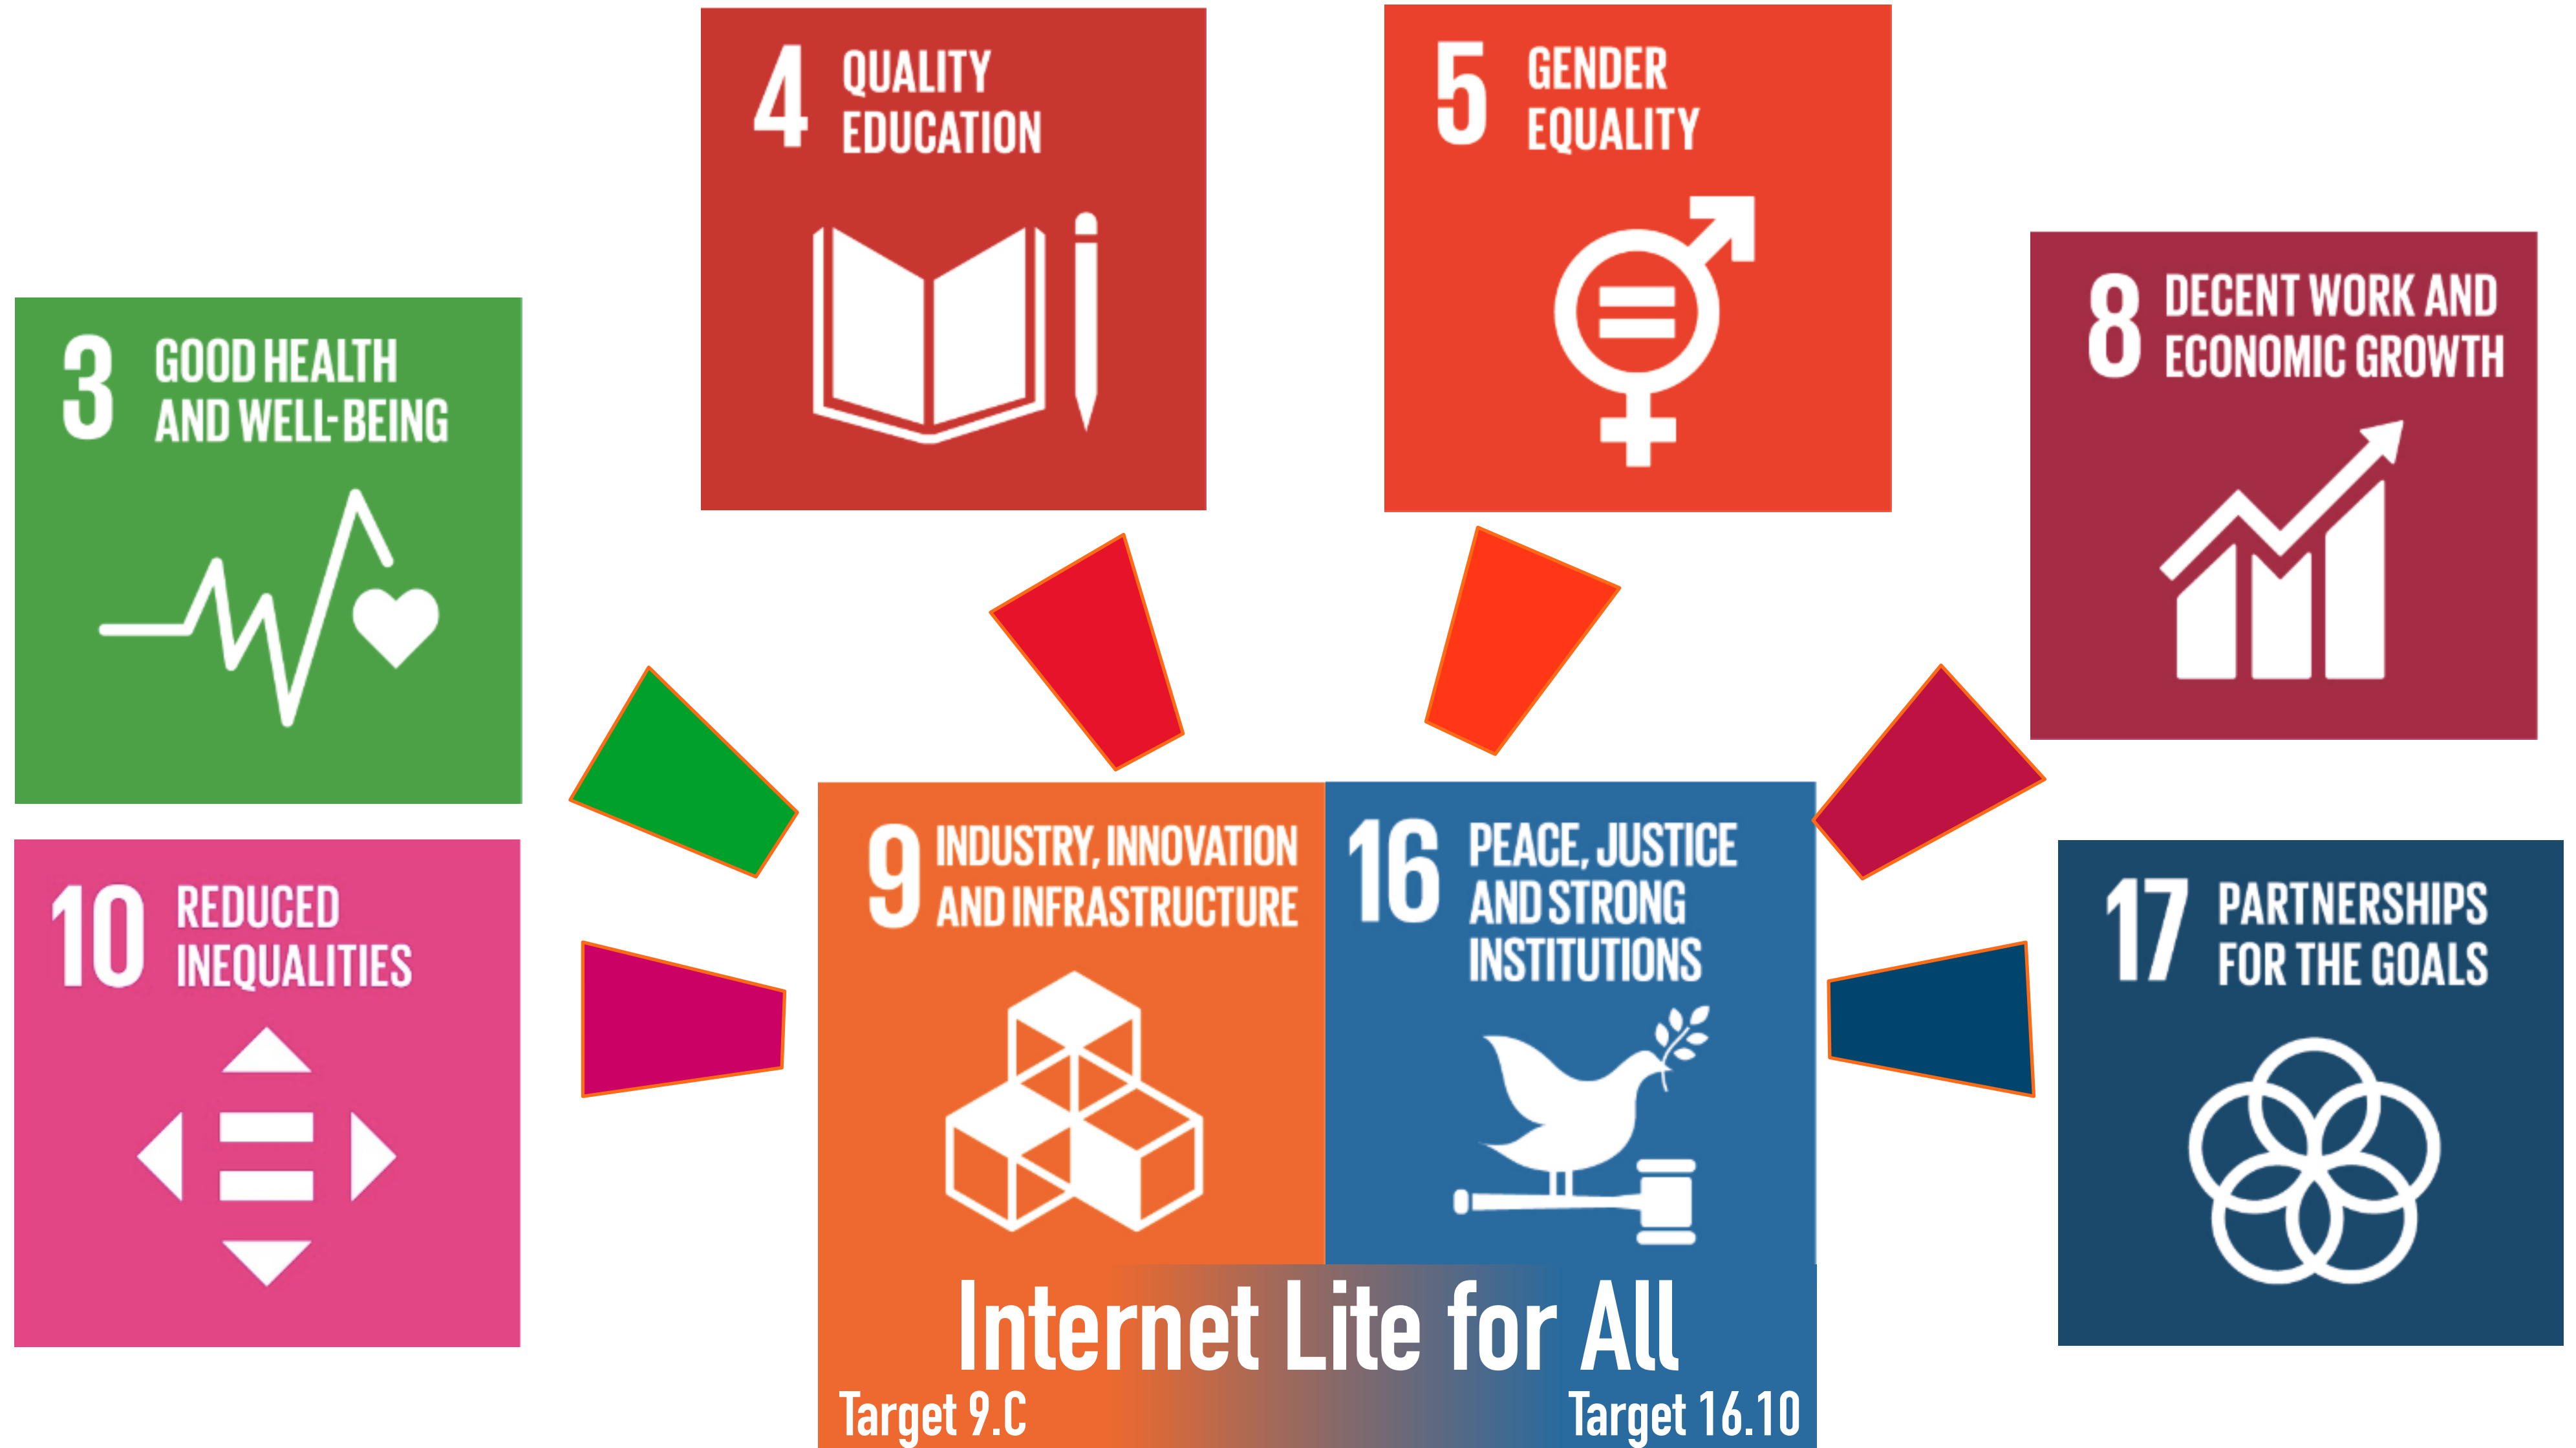 4 QUALITY
EDUCATION
5 GENDER
EQUALITY
3 GOOD HEALTH
AND WELL-BEING
8 DECENT WORK AND
ECONOMIC GROWTH
10 REDUCED
INEQUALITIES
9 INDUSTRY, INNOVATION
AND INFRASTRUCTURE
16 PEACE, JUSTICE
AND STRONG
INSTITUTIONS
17 PARTNERSHIPS
FOR THE GOALS
Internet Lite for All
Target 9.C
Target 16.10